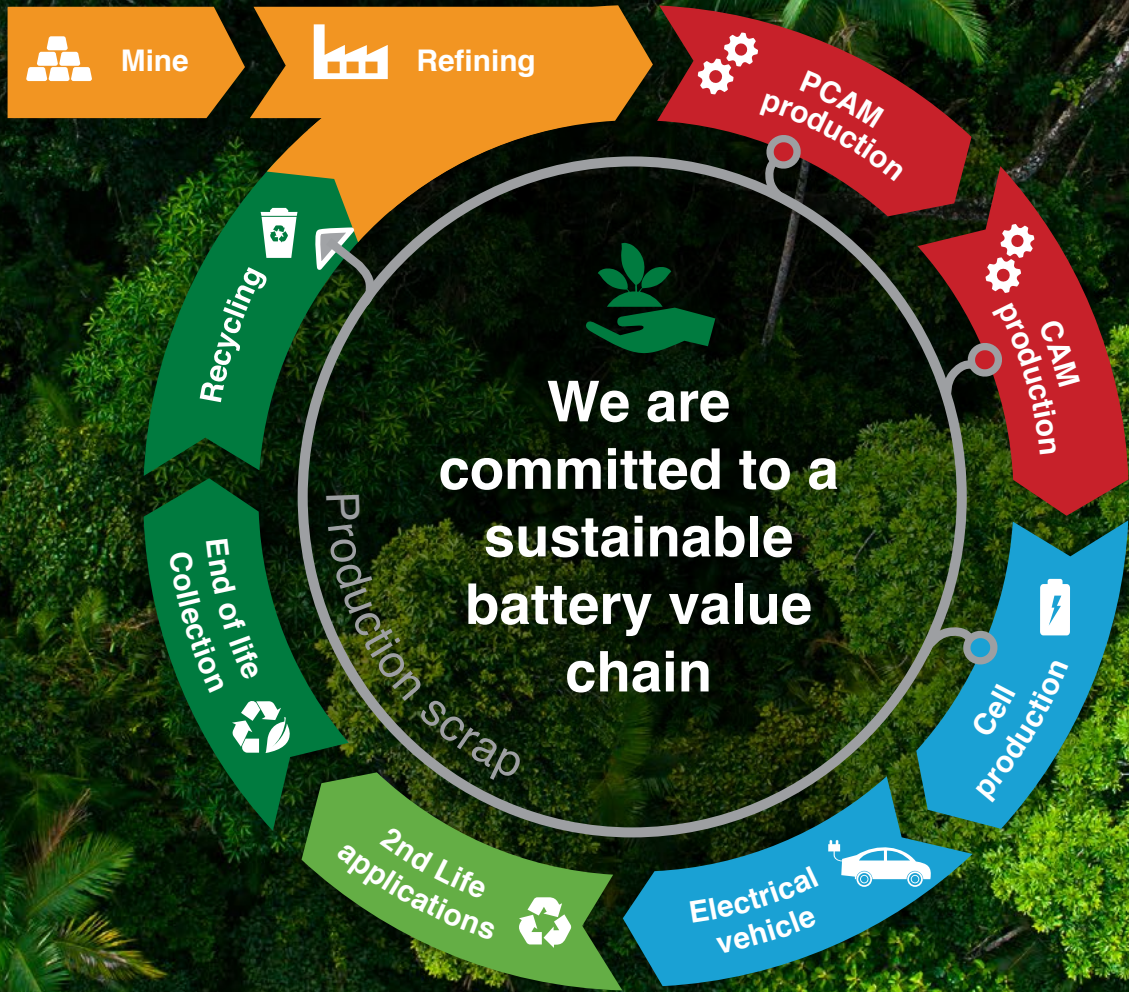 Mine
Refining
PCAM
production
CAM
production
Cell
production
Electrical
vehicle
2nd Life
applications
End of life
Collection
Recycling
Production scrap
We are
committed to a
sustainable
battery value
chain